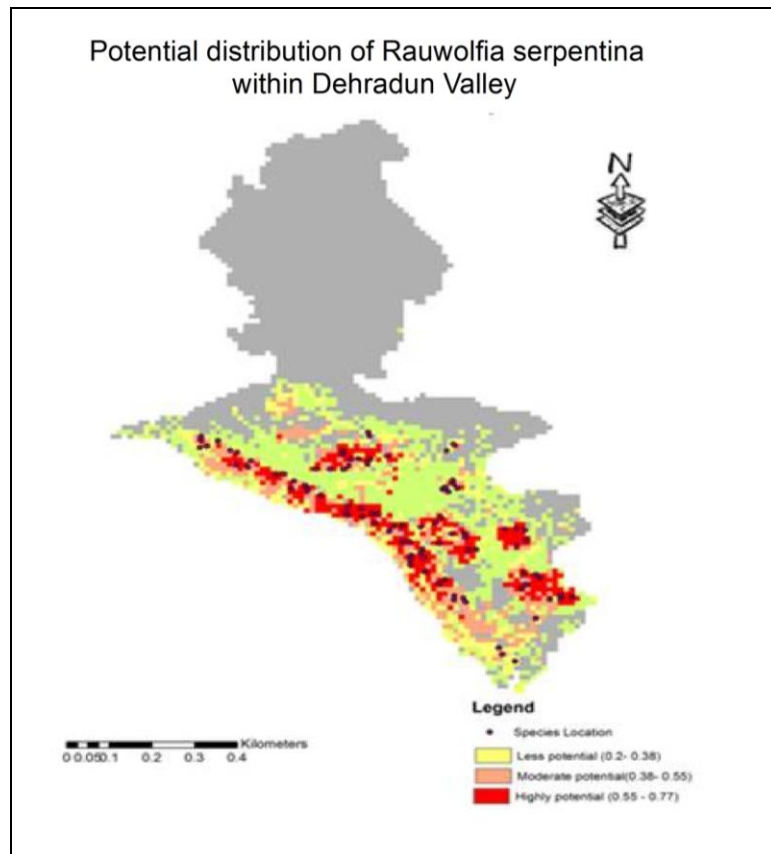 Potential distribution of Rauwolfia serpentina
within Dehradun Valley
N
Legend
Species Location
Less potential (0.2- 0.38)
Moderate potential(0.38- 0.55)
Highly potential (0.55 - 0.77)
Kilometers
0 0.050.1 0.2 0.3 0.4